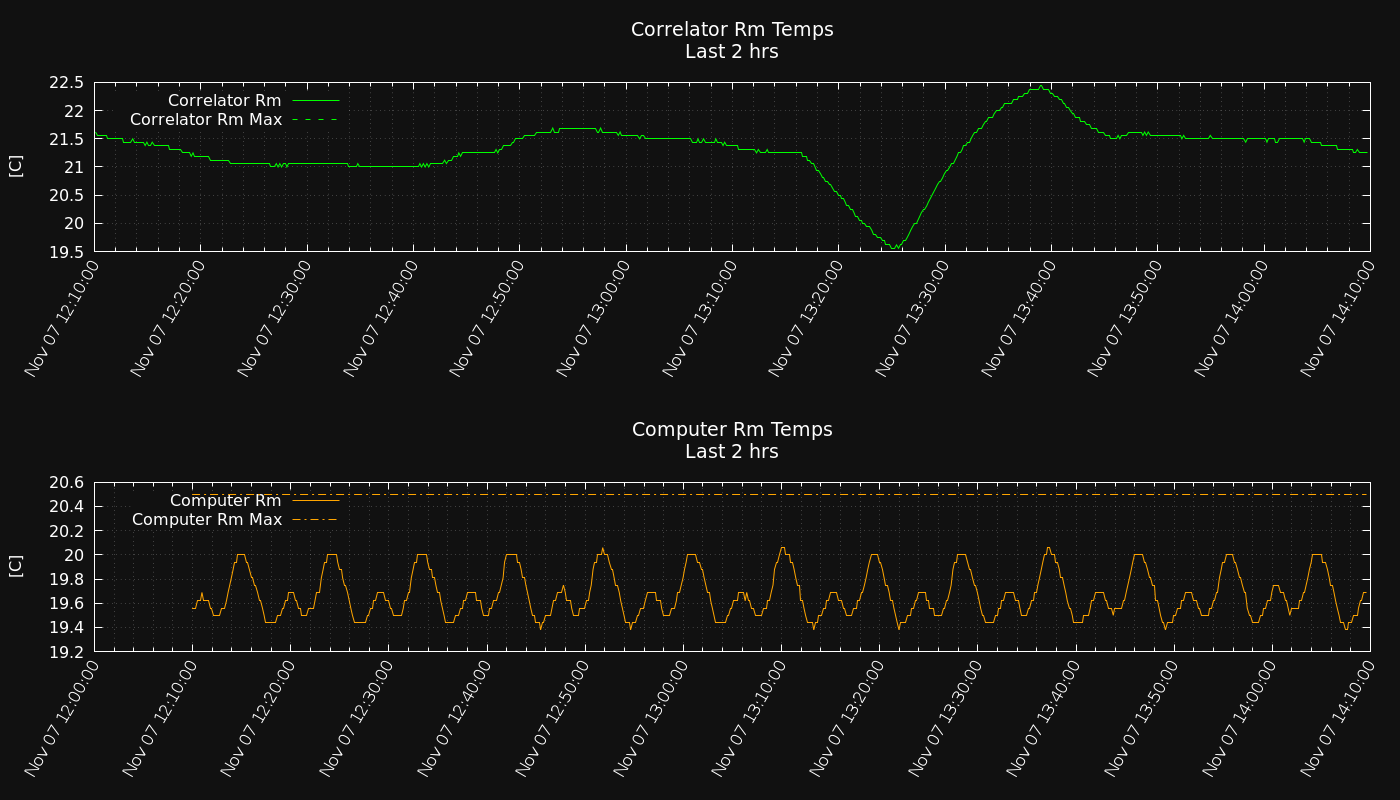 Correlator Rm Temps
Last 2 hrs
Correlator Rm
Correlator Rm Max
[C]
22.5
22
21.5
21
20.5
20
19.5
Nov 07 12:10:00
Nov 07 12:20:00
Nov 07 12:30:00
Nov 07 12:40:00
Nov 07 12:50:00
Nov 07 13:00:00
Nov 07 13:10:00
Nov 07 13:20:00
Nov 07 13:30:00
Nov 07 13:40:00
Nov 07 13:50:00
Nov 07 14:00:00
Nov 07 14:10:00
Computer Rm Temps
Last 2 hrs
Computer Rm
Computer Rm Max
[C]
20.6
20.4
20.2
20
19.8
19.6
19.4
19.2
Nov 07 12:00:00
Nov 07 12:10:00
Nov 07 12:20:00
Nov 07 12:30:00
Nov 07 12:40:00
Nov 07 12:50:00
Nov 07 13:00:00
Nov 07 13:10:00
Nov 07 13:20:00
Nov 07 13:30:00
Nov 07 13:40:00
Nov 07 13:50:00
Nov 07 14:00:00
Nov 07 14:10:00